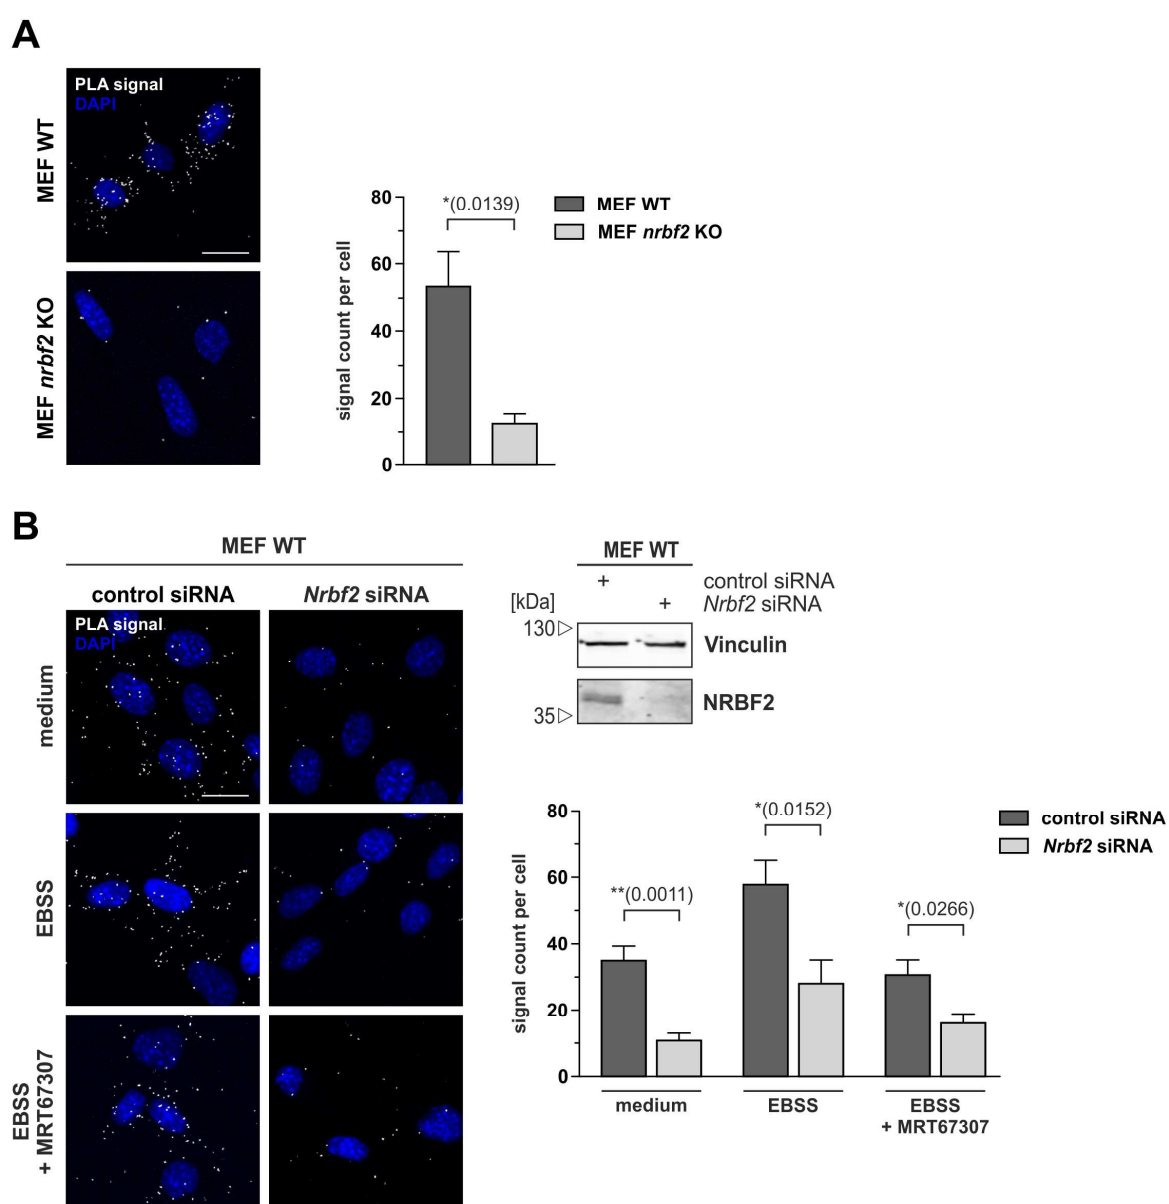 A
MEF WT
PLA signal
DAPI
MEF nrbf2 KO
signal count per cell
80
60
40
20
0
*(0.0139)
MEF WT
MEF nrbf2 KO
B
MEF WT
control siRNA
Nrbf2 siRNA
medium
PLA signal
DAPI
EBSS
EBSS
+ MRT67307
MEF WT
+
control siRNA
+
Nrbf2 siRNA
[kDa]
130
Vinculin
35
NRBF2
signal count per cell
80
60
40
20
0
**(0.0011)
*(0.0152)
*(0.0266)
control siRNA
Nrbf2 siRNA
medium
EBSS
EBSS
+ MRT67307